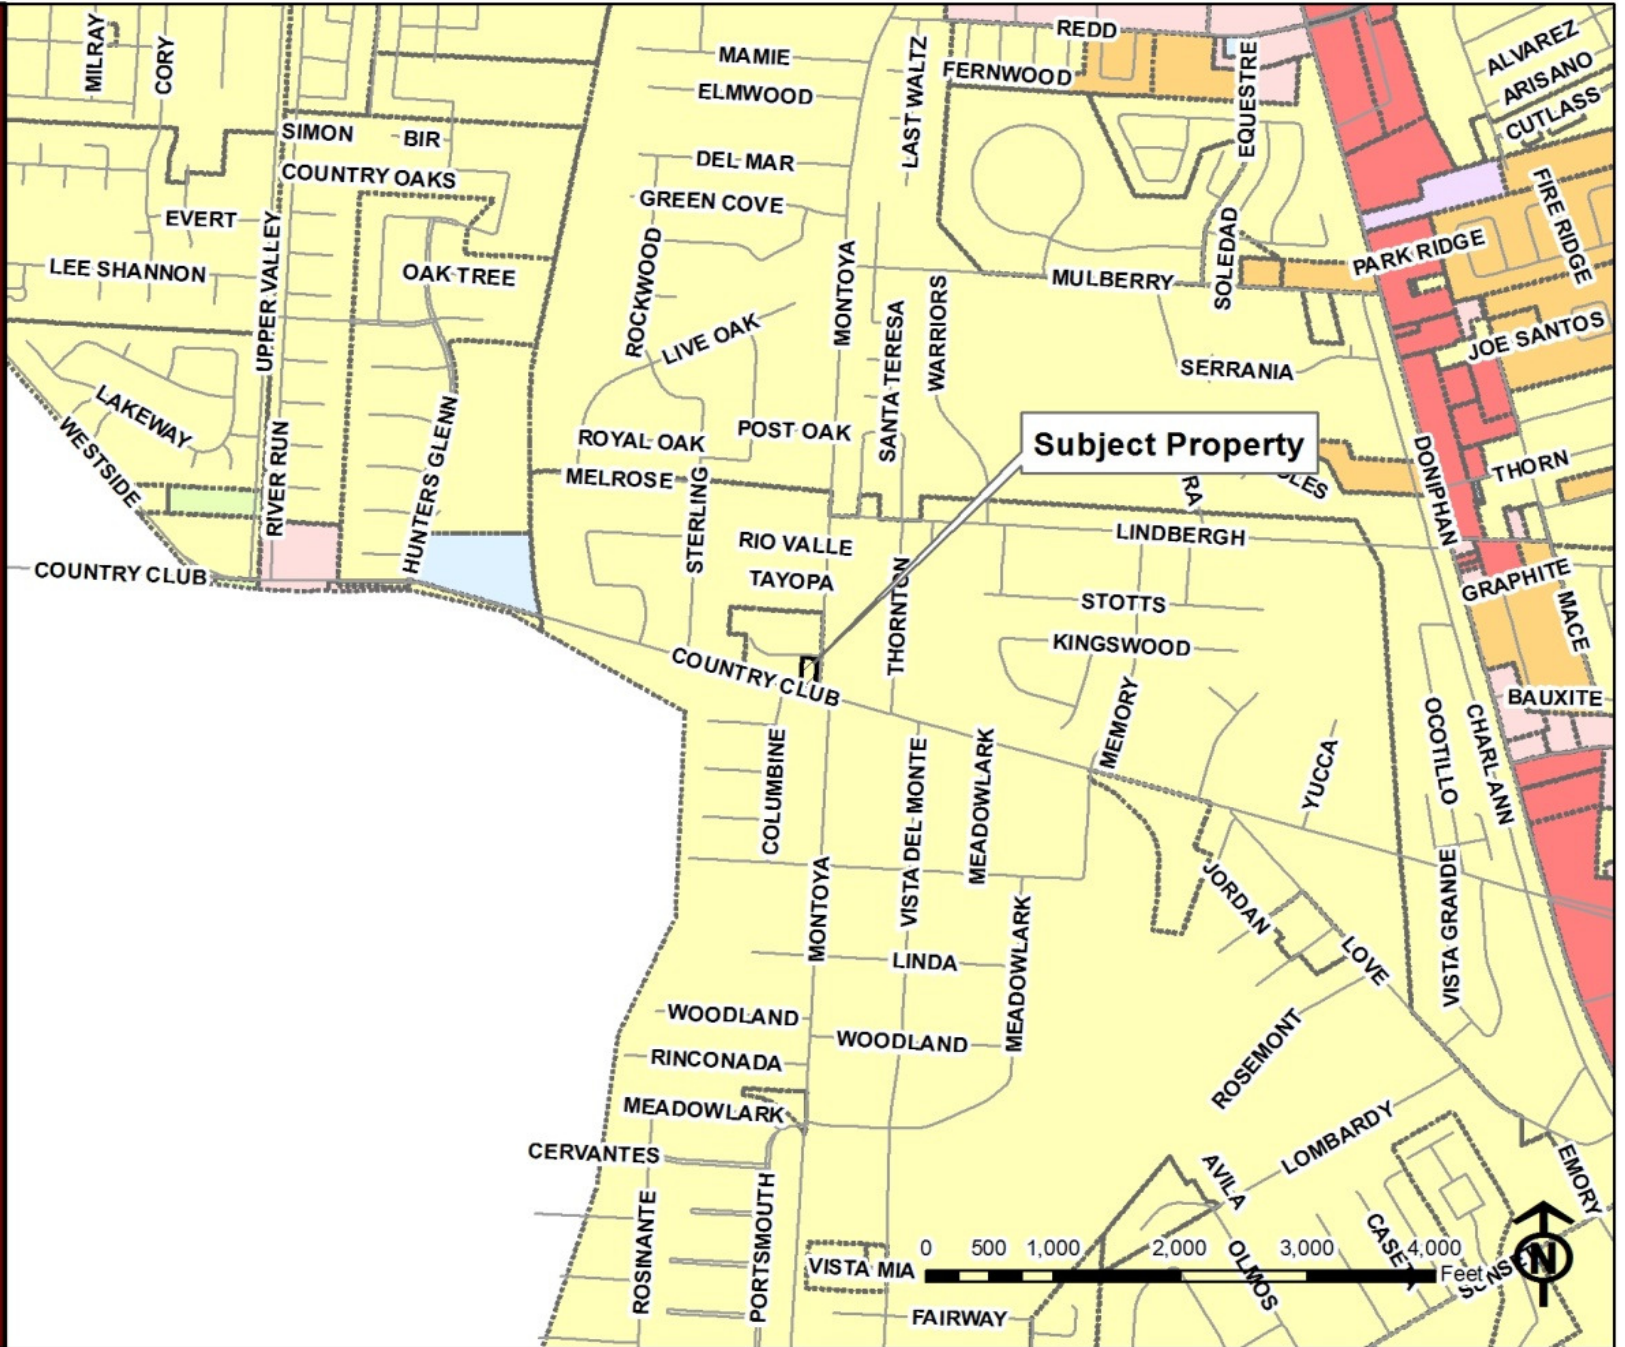 MILRAY
CORY
REDD
ALVAREZ
ARISANO
CUTLASS
MAMIE
ELMWOOD
LAST WALTZ
FERNWOOD
EQUESTRE
SIMON
BIR
DEL MAR
COUNTRY OAKS
GREEN COVE
EVERT
UPPER VALLEY
FIRE RIDGE
LEE SHANNON
OAK TREE
ROCKWOOD
MONTOYA
MULBERRY
SOLEDAD
PARK RIDGE
LIVE OAK
SANTA TERESA
WARRIORS
JOE SANTOS
SERRANIA
LAKEWAY
WESTSIDE
RIVER RUN
HUNTERS GLENN
ROYAL OAK
POST OAK
Subject Property
MELROSE
STERLING
RA
OLES
DONIPHAN
THORN
LINDBERGH
RIO VALLE
COUNTRY CLUB
TAYOPA
THORNTON
STOTTS
GRAPHITE
MACE
KINGSWOOD
COUNTRY CLUB
MEMORY
BAUXITE
COLUMBINE
VISTA DEL MONTE
MEADOWLARK
YUCCA
OCOTILLO
CHARL ANN
MONTOYA
JORDAN
VISTA GRANDE
LINDA
MEADOWLARK
LOVE
WOODLAND
WOODLAND
RINCONADA
ROSEMONT
MEADOWLARK
LOMBARDY
CERVANTES
AVILA
EMORY
ROSINANTE
PORTSMOUTH
CASETA
VISTA MIA
OLMOS
0 500 1,000 2,000 3,000 4,000
Feet
N
FAIRWAY